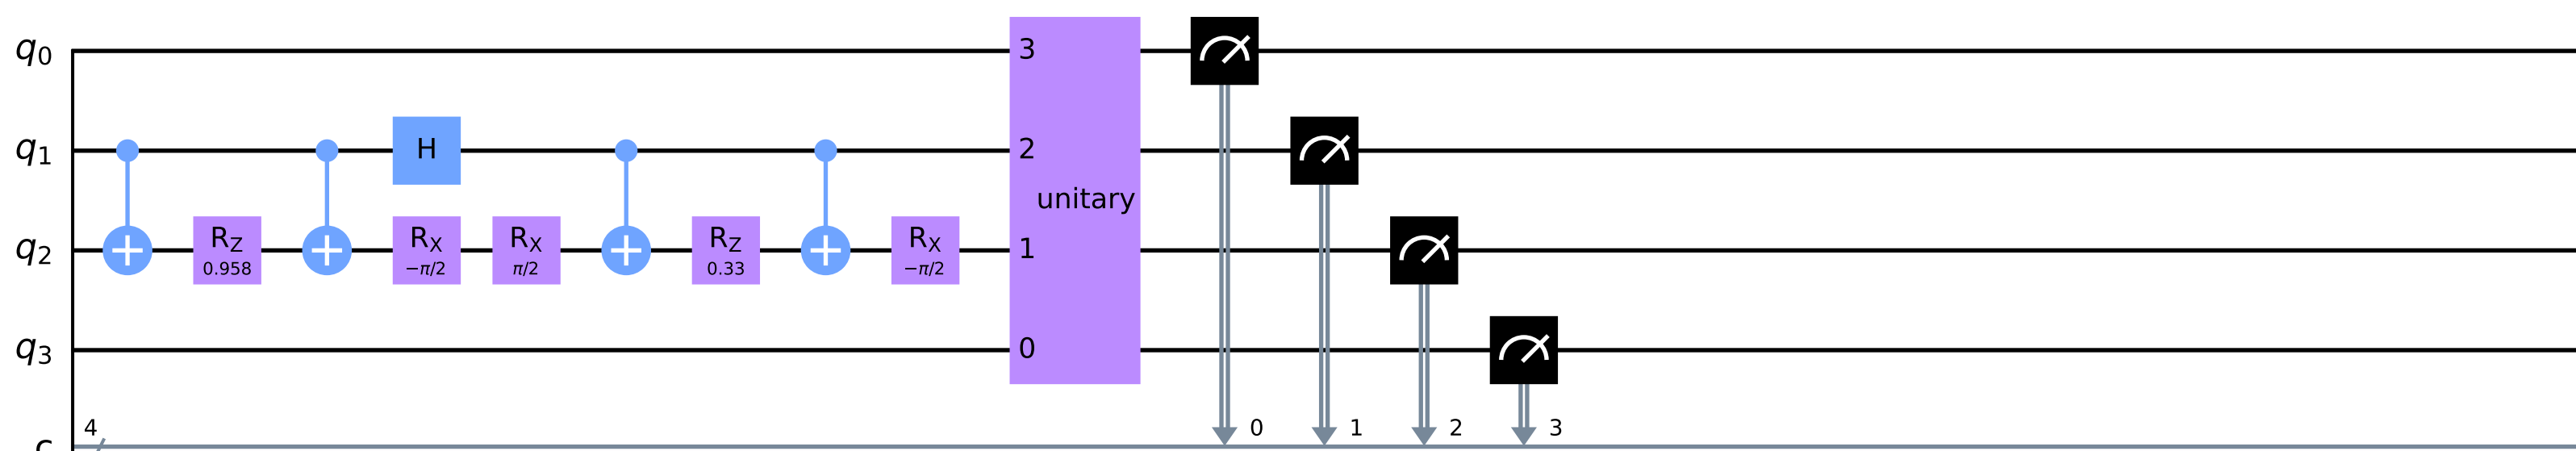 q0 3
q1 H 2
unitary
q2 RZ 0.958 RX −π/2 RX π/2 RZ 0.33 RX −π/2 1
q3 0
4 0 1 2 3
c